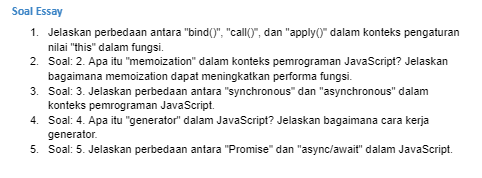 Soal Essay
1. Jelaskan perbedaan antara "bind()", "call()", dan "apply()" dalam konteks pengaturan
nilai "this" dalam fungsi.
2. Soal: 2. Apa itu "memoization" dalam konteks pemrograman JavaScript? Jelaskan
bagaimana memoization dapat meningkatkan performa fungsi.
3. Soal: 3. Jelaskan perbedaan antara "synchronous" dan "asynchronous" dalam
konteks pemrograman JavaScript.
4. Soal: 4. Apa itu "generator" dalam JavaScript? Jelaskan bagaimana cara kerja
generator.
5. Soal: 5. Jelaskan perbedaan antara "Promise" dan "async/await" dalam JavaScript.